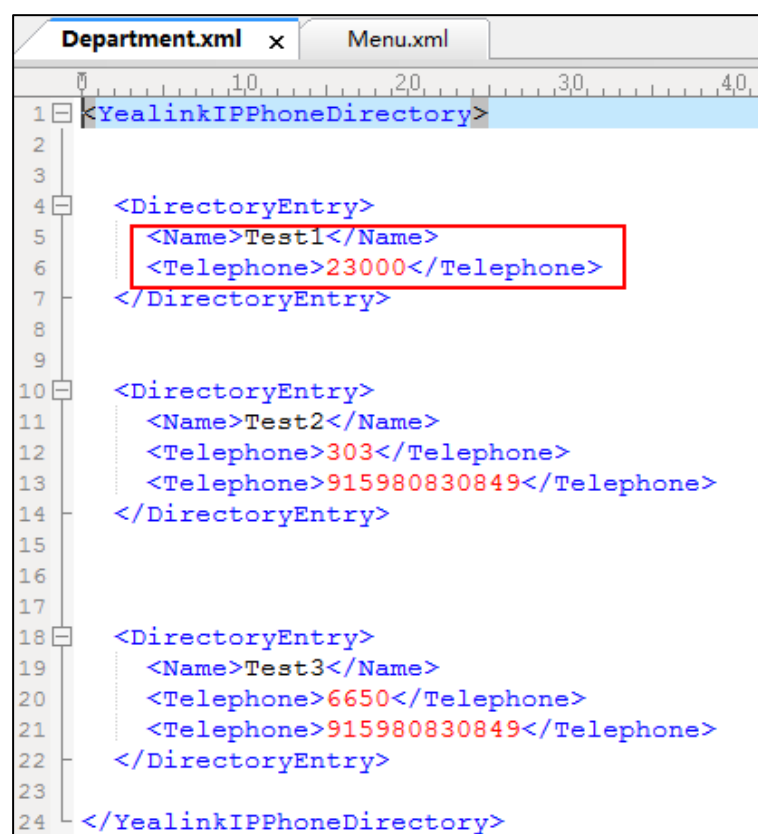 Department.xml x Menu.xml
0 10 20 30 40
1 <YealinkIPPhoneDirectory>
2
3
4 <DirectoryEntry>
5 <Name>Test1</Name>
6 <Telephone>23000</Telephone>
7 </DirectoryEntry>
8
9
10 <DirectoryEntry>
11 <Name>Test2</Name>
12 <Telephone>303</Telephone>
13 <Telephone>915980830849</Telephone>
14 </DirectoryEntry>
15
16
17
18 <DirectoryEntry>
19 <Name>Test3</Name>
20 <Telephone>6650</Telephone>
21 <Telephone>915980830849</Telephone>
22 </DirectoryEntry>
23
24 </YealinkIPPhoneDirectory>